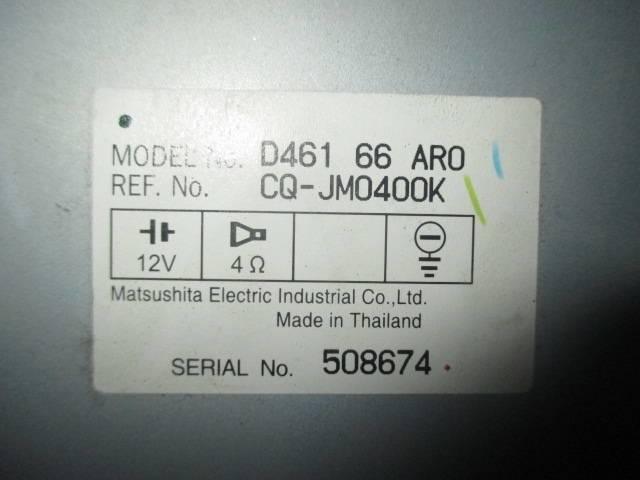 MODEL No. D461 66 AR0
REF. No. CQ-JM0400K
12V 4 Ω
Matsushita Electric Industrial Co.,Ltd.
Made in Thailand
SERIAL No. 508674